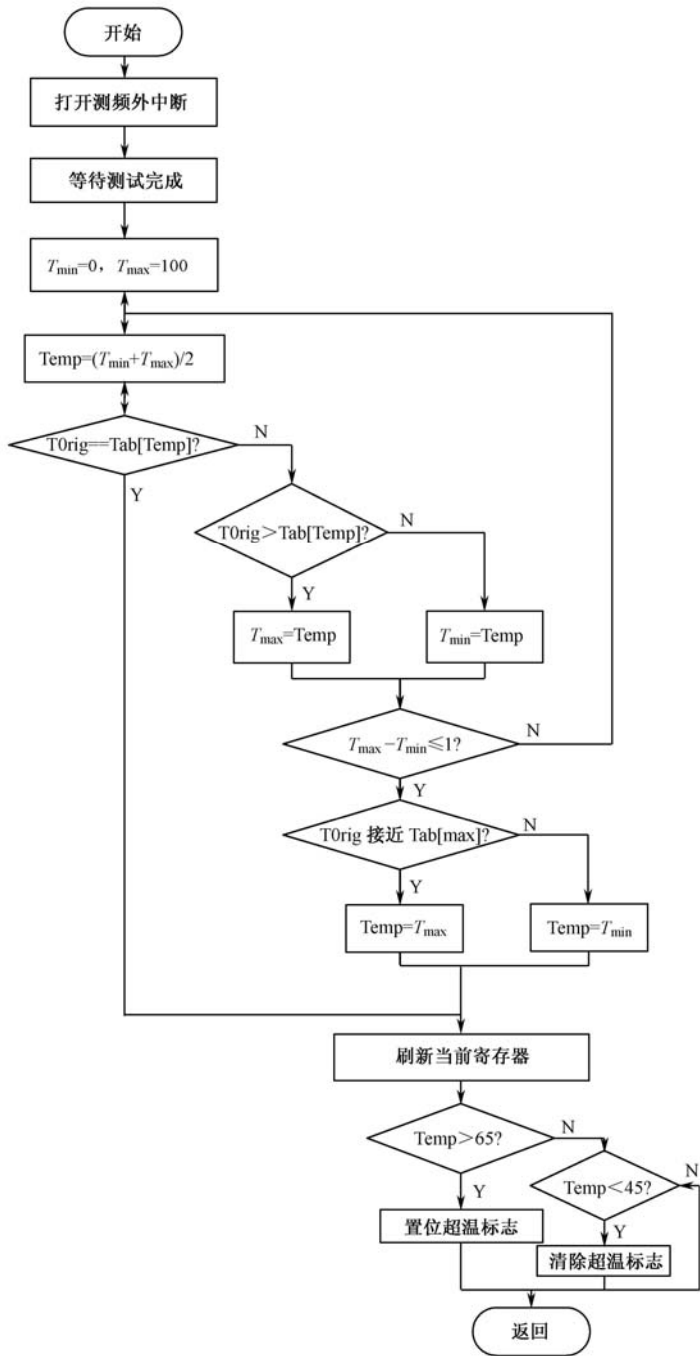 开始
打开测频外中断
等待测试完成
Tmin=0，Tmax=100
Temp=(Tmin+Tmax)/2
T0rig==Tab[Temp]?
N
Y
T0rig＞Tab[Temp]?
N
Y
Tmax=Temp
Tmin=Temp
Tmax−Tmin≤1?
N
Y
T0rig 接近 Tab[max]?
N
Y
Temp=Tmax
Temp=Tmin
刷新当前寄存器
Temp＞65?
N
Y
Temp＜45?
N
Y
置位超温标志
清除超温标志
返回